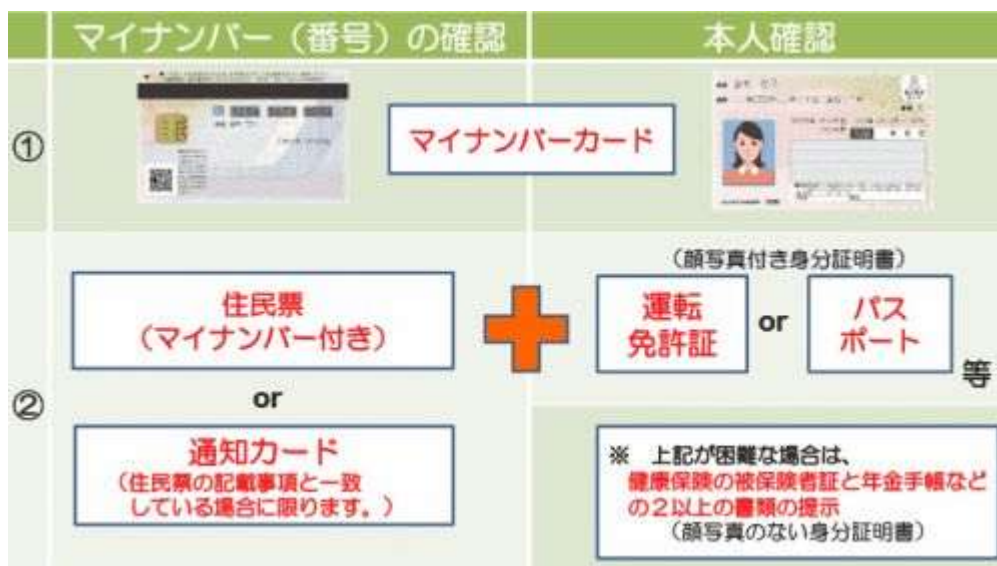 マイナンバー（番号）の確認
本人確認
①
マイナンバーカード
②
住民票
（マイナンバー付き）
or
通知カード
（住民票の記載事項と一致
している場合に限ります。）
（顔写真付き身分証明書）
運転
免許証
or
パス
ポート
等
※ 上記が困難な場合は、
健康保険の被保険者証と年金手帳など
の２以上の書類の提示
（顔写真のない身分証明書）